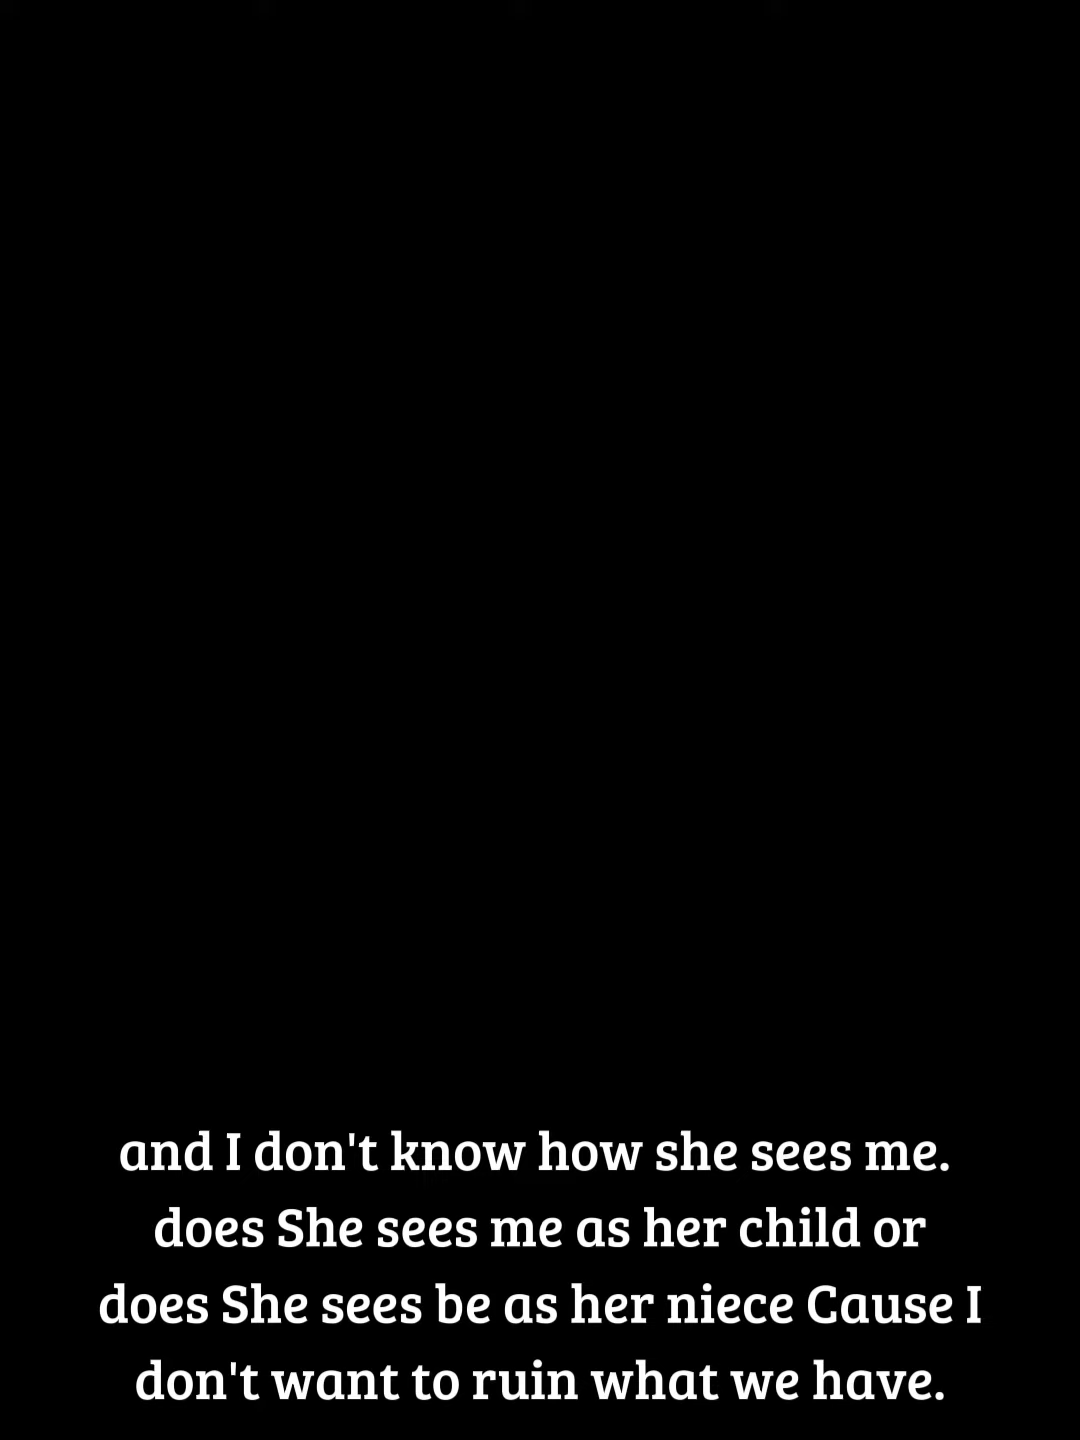 and I don't know how she sees me.
does She sees me as her child or
does She sees be as her niece Cause I
don't want to ruin what we have.